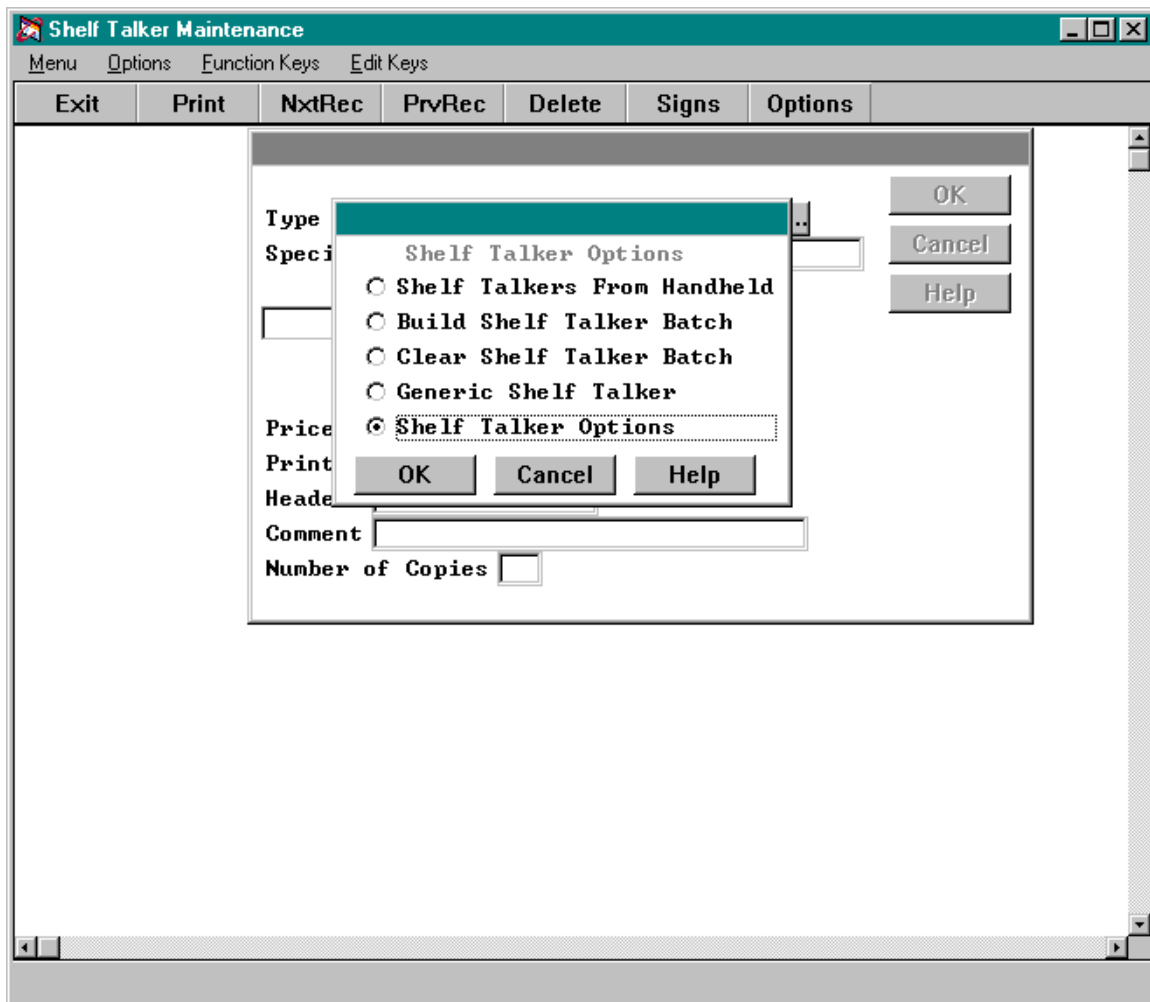 Shelf Talker Maintenance
Menu Options Function Keys Edit Keys
Exit Print NxtRec PrvRec Delete Signs Options
OK
Cancel
Help
Type
Speci
..
Shelf Talker Options
Shelf Talkers From Handheld
Build Shelf Talker Batch
Clear Shelf Talker Batch
Generic Shelf Talker
Shelf Talker Options
OK Cancel Help
Price
Print
Heade
Comment
Number of Copies